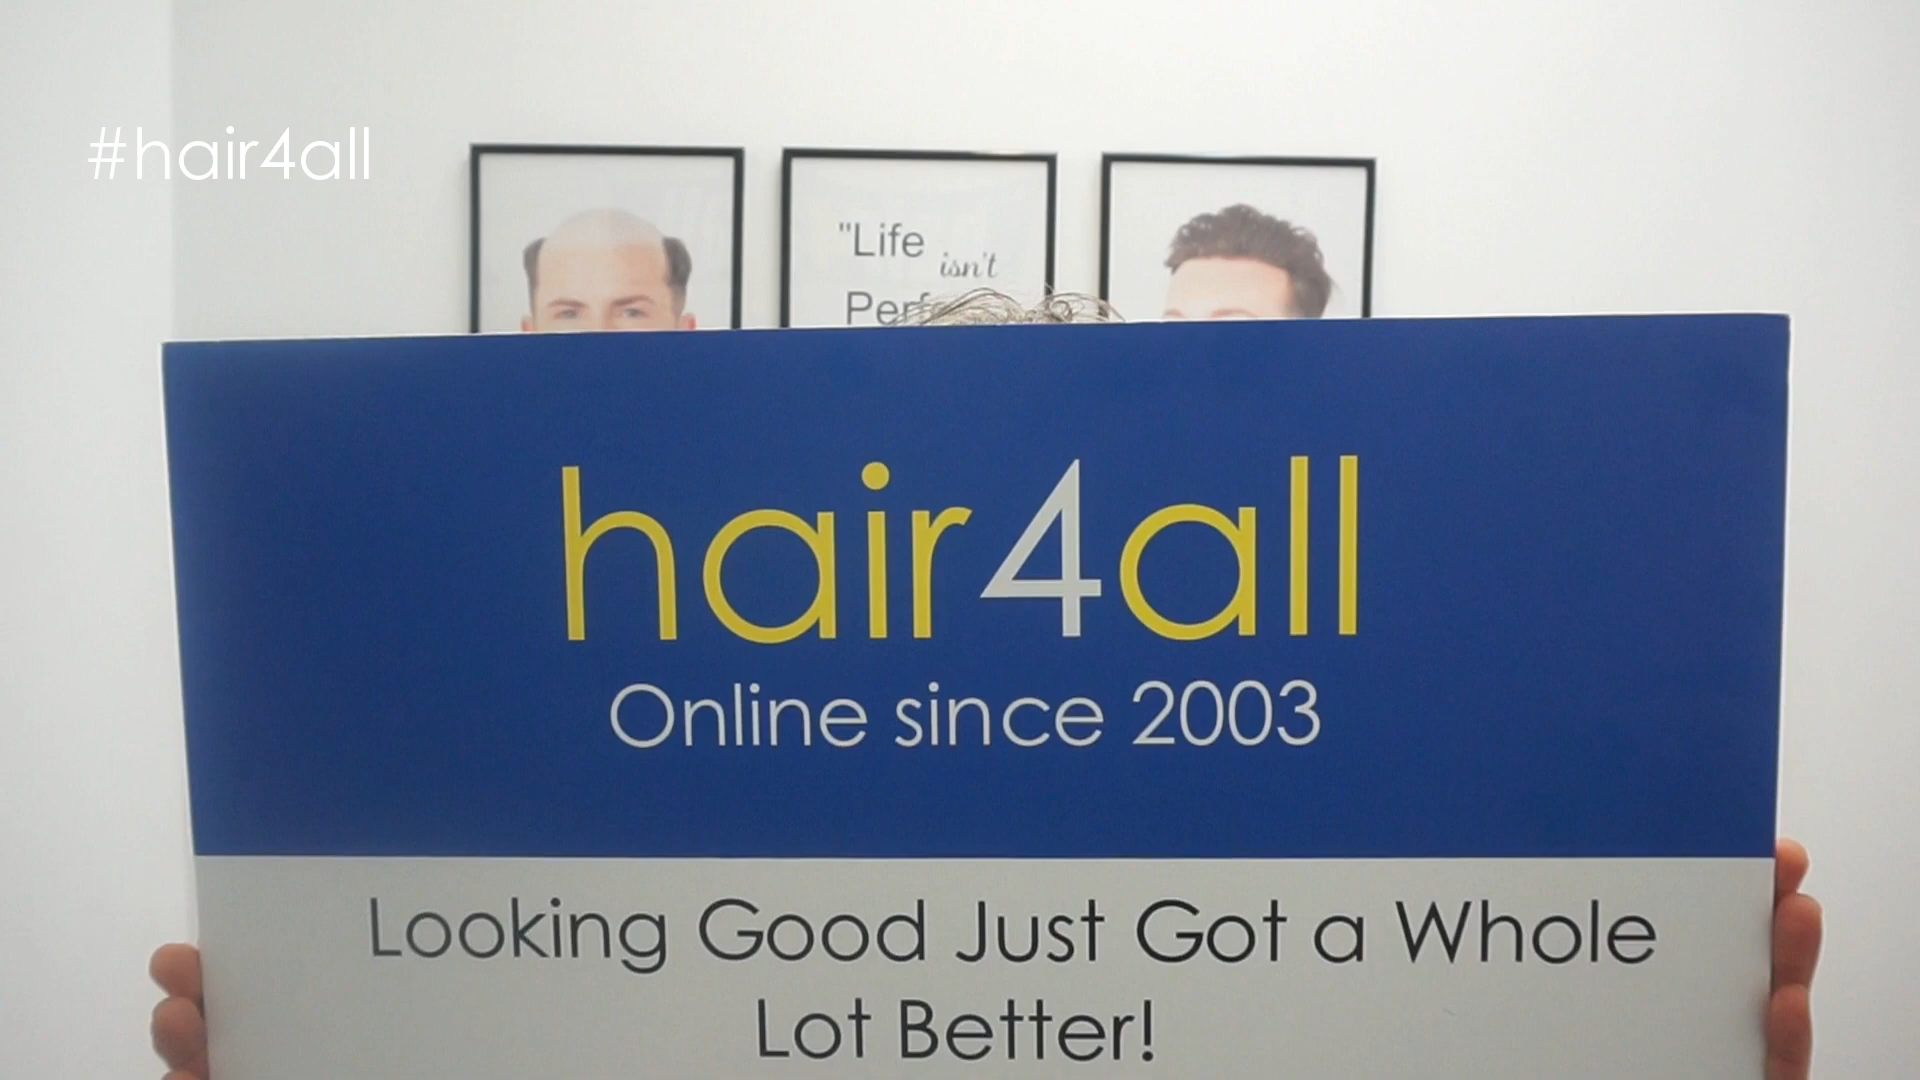 #hair4all
"Life isn't
hair4all
Online since 2003
Looking Good Just Got a Whole
Lot Better!